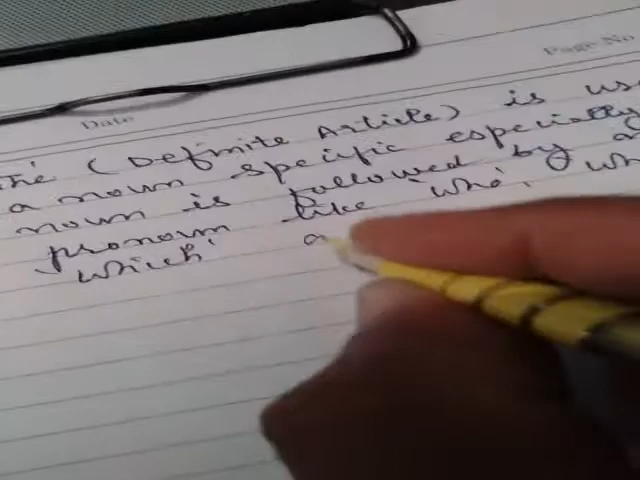 Page No
Date
The' (Definite Article) is us
a noun specific especially
noun is followed by a
pronoun like 'who', wh
which' a